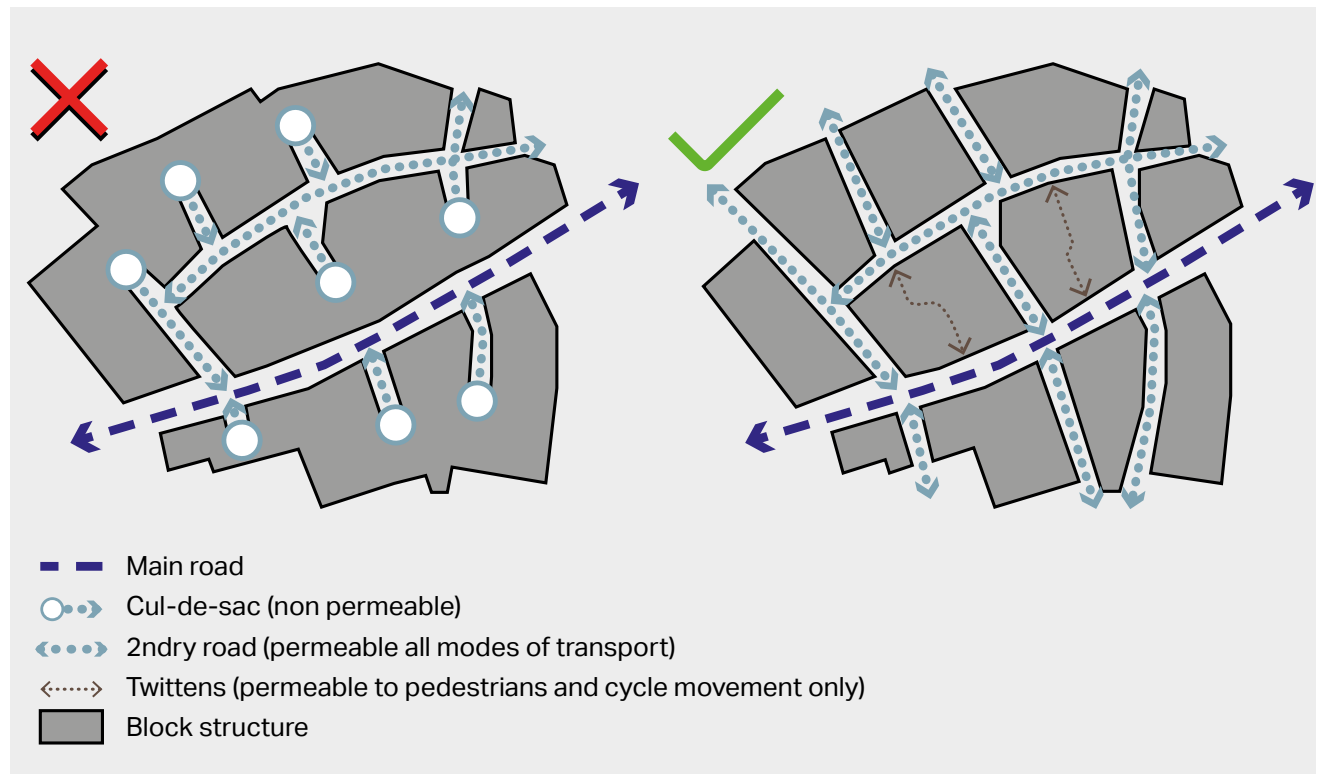 Main road
Cul-de-sac (non permeable)
2ndry road (permeable all modes of transport)
Twittens (permeable to pedestrians and cycle movement only)
Block structure